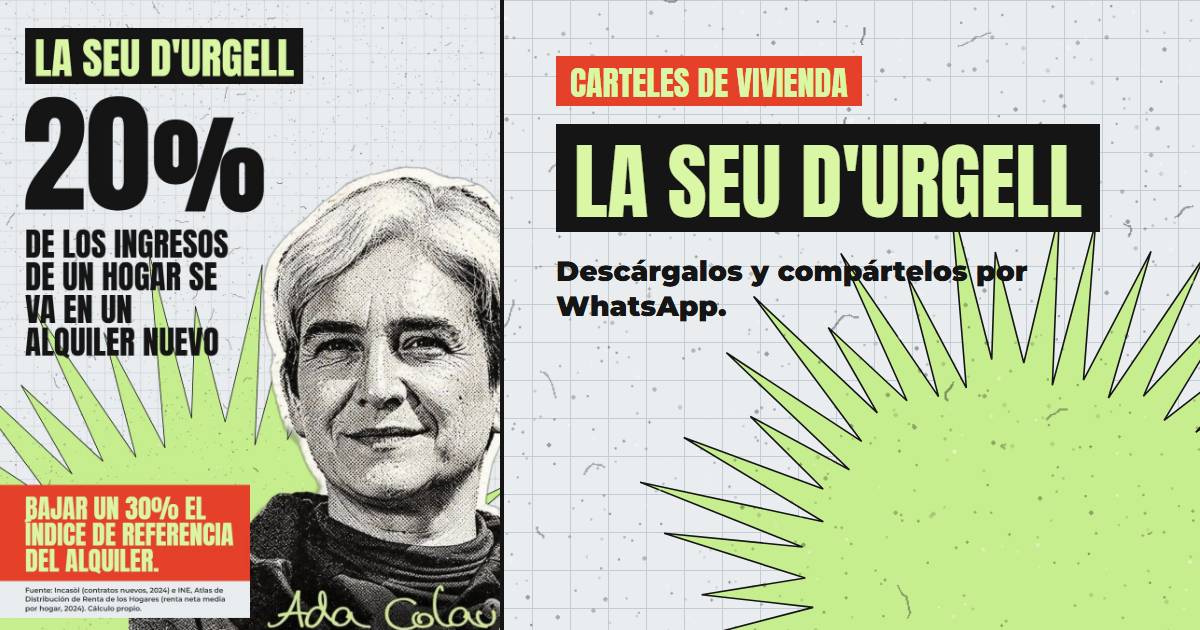 LA SEU D'URGELL
20%
DE LOS INGRESOS
DE UN HOGAR SE
VA EN UN
ALQUILER NUEVO
BAJAR UN 30% EL
ÍNDICE DE REFERENCIA
DEL ALQUILER.
Fuente: Incasòl (contratos nuevos, 2024) e INE, Atlas de
Distribución de Renta de los Hogares (renta neta media
por hogar, 2024). Cálculo propio.
Ada Colau
CARTELES DE VIVIENDA
LA SEU D'URGELL
Descárgalos y compártelos por
WhatsApp.